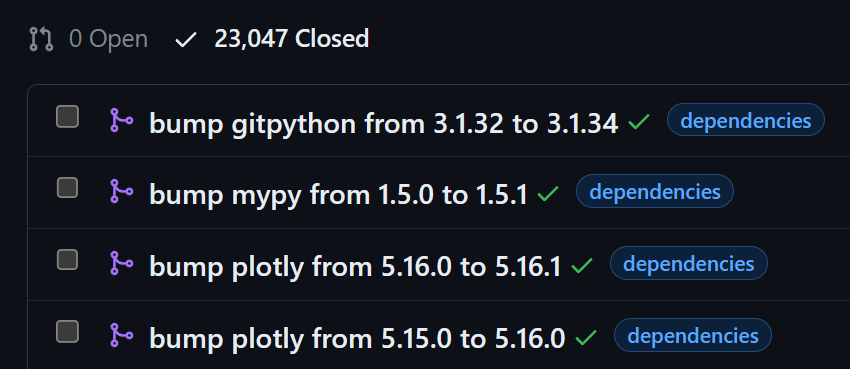 0 Open 23,047 Closed
bump gitpython from 3.1.32 to 3.1.34 dependencies
bump mypy from 1.5.0 to 1.5.1 dependencies
bump plotly from 5.16.0 to 5.16.1 dependencies
bump plotly from 5.15.0 to 5.16.0 dependencies